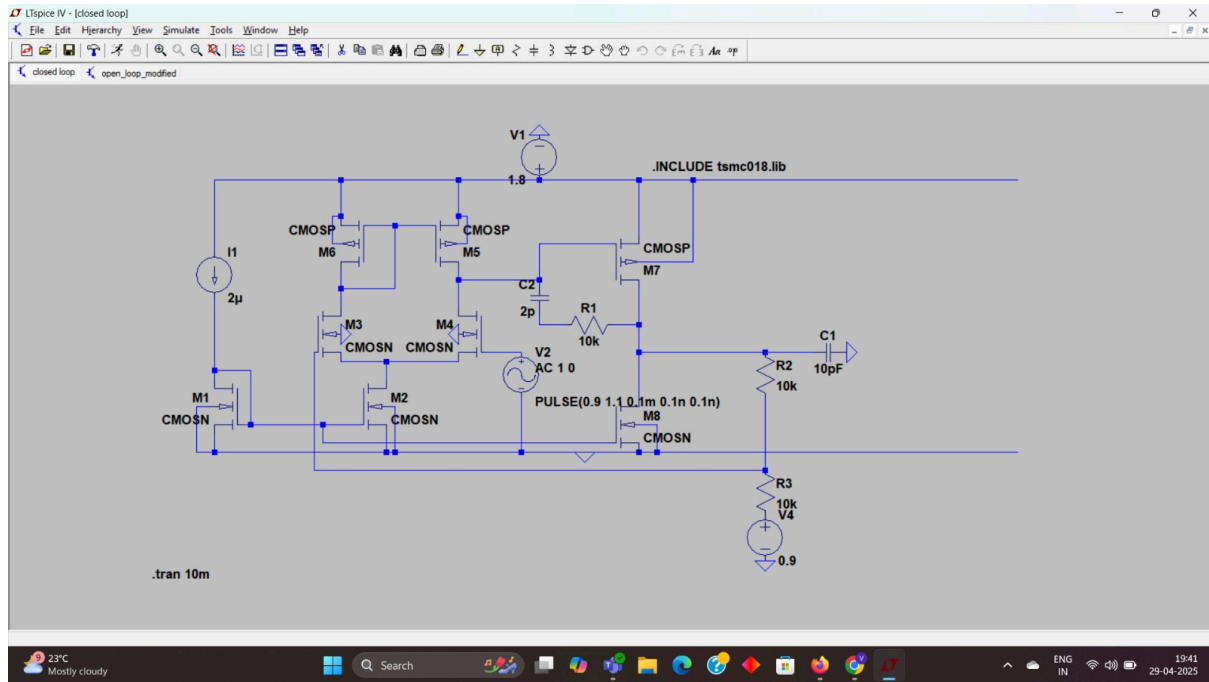 LTspice IV - [closed loop]
File Edit Hierarchy View Simulate Tools Window Help
closed loop open_loop_modified
V1
1.8
.INCLUDE tsmc018.lib
CMOSP
M6
CMOSP
M5
CMOSP
M7
I1
2µ
C2
2p
R1
10k
M3
CMOSN
M4
CMOSN
V2
AC 1 0
PULSE(0.9 1.1 0.1m 0.1n 0.1n)
C1
10pF
R2
10k
M1
CMOSN
M2
CMOSN
M8
CMOSN
R3
10k
V4
0.9
.tran 10m
9
23°C
Mostly cloudy
Search
ENG
IN
19:41
29-04-2025